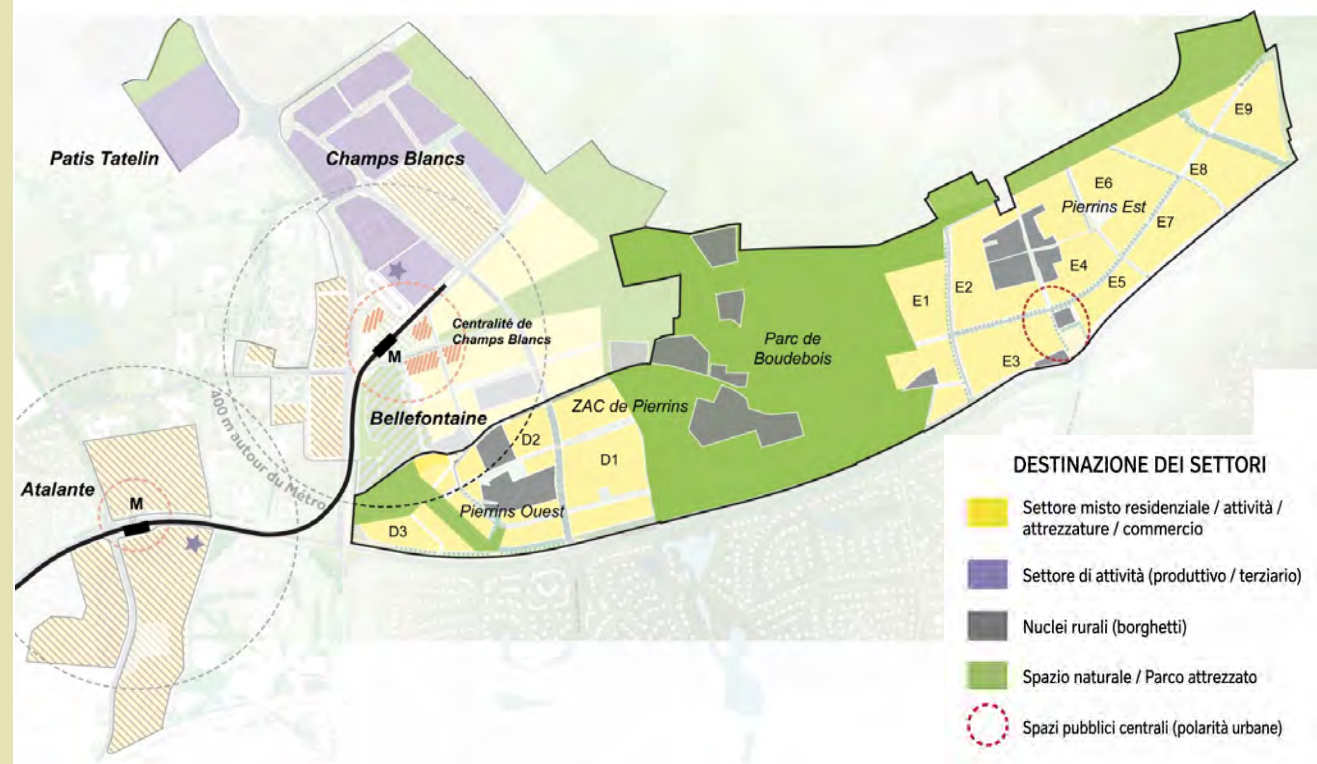 Patis Tatelin
Champs Blancs
E9
E8
E6
Pierrins Est
E7
E4
E5
E2
E1
E3
Centralité de
Champs Blancs
M
Parc de
Boudebois
400 m autour du Métro
Bellefontaine
ZAC de Pierrins
D2
D1
Pierrins Ouest
D3
Atalante
M
DESTINAZIONE DEI SETTORI
Settore misto residenziale / attività /
attrezzature / commercio
Settore di attività (produttivo / terziario)
Nuclei rurali (borghetti)
Spazio naturale / Parco attrezzato
Spazi pubblici centrali (polarità urbane)